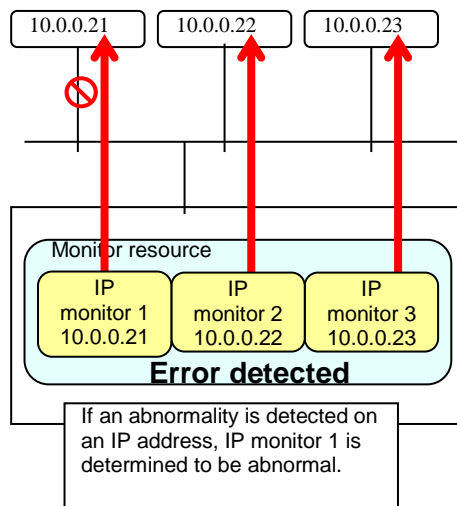 10.0.0.21 10.0.0.22 10.0.0.23
Monitor resource
IP IP IP
monitor 1 monitor 2 monitor 3
10.0.0.21 10.0.0.22 10.0.0.23
Error detected
If an abnormality is detected on
an IP address, IP monitor 1 is
determined to be abnormal.